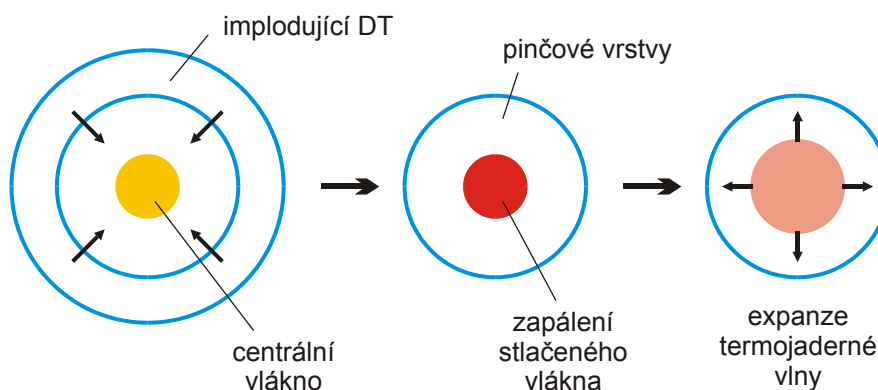 implodující DT
pinčové vrstvy
centrální
vlákno
zapálení
stlačeného
vlákna
expanze
termojaderné
vlny